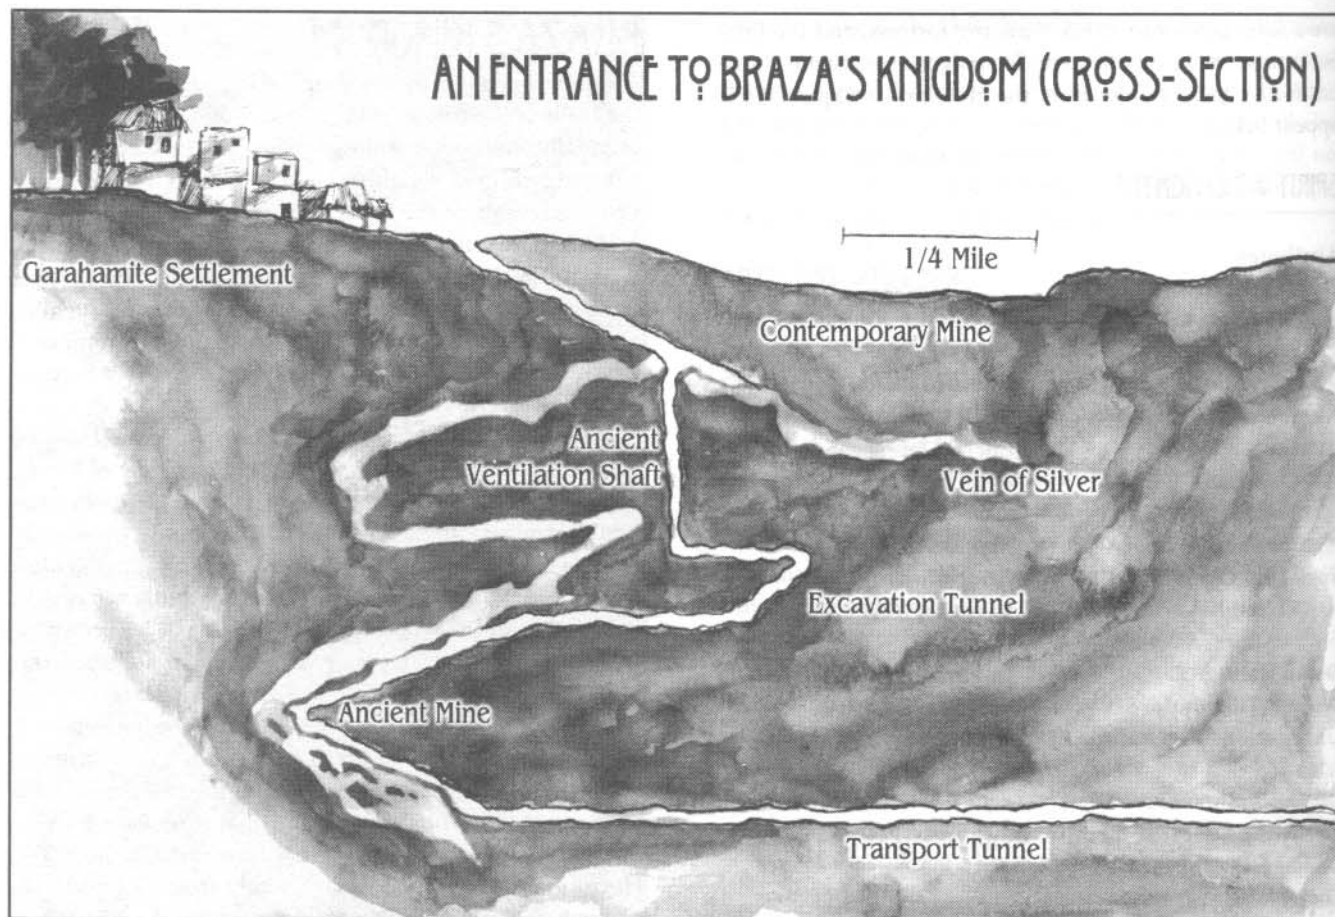 AN ENTRANCE TO BRAZA'S KNIGDOM (CROSS-SECTION)
1/4 Mile
Garahamite Settlement
Contemporary Mine
Ancient
Ventilation Shaft
Vein of Silver
Excavation Tunnel
Ancient Mine
Transport Tunnel